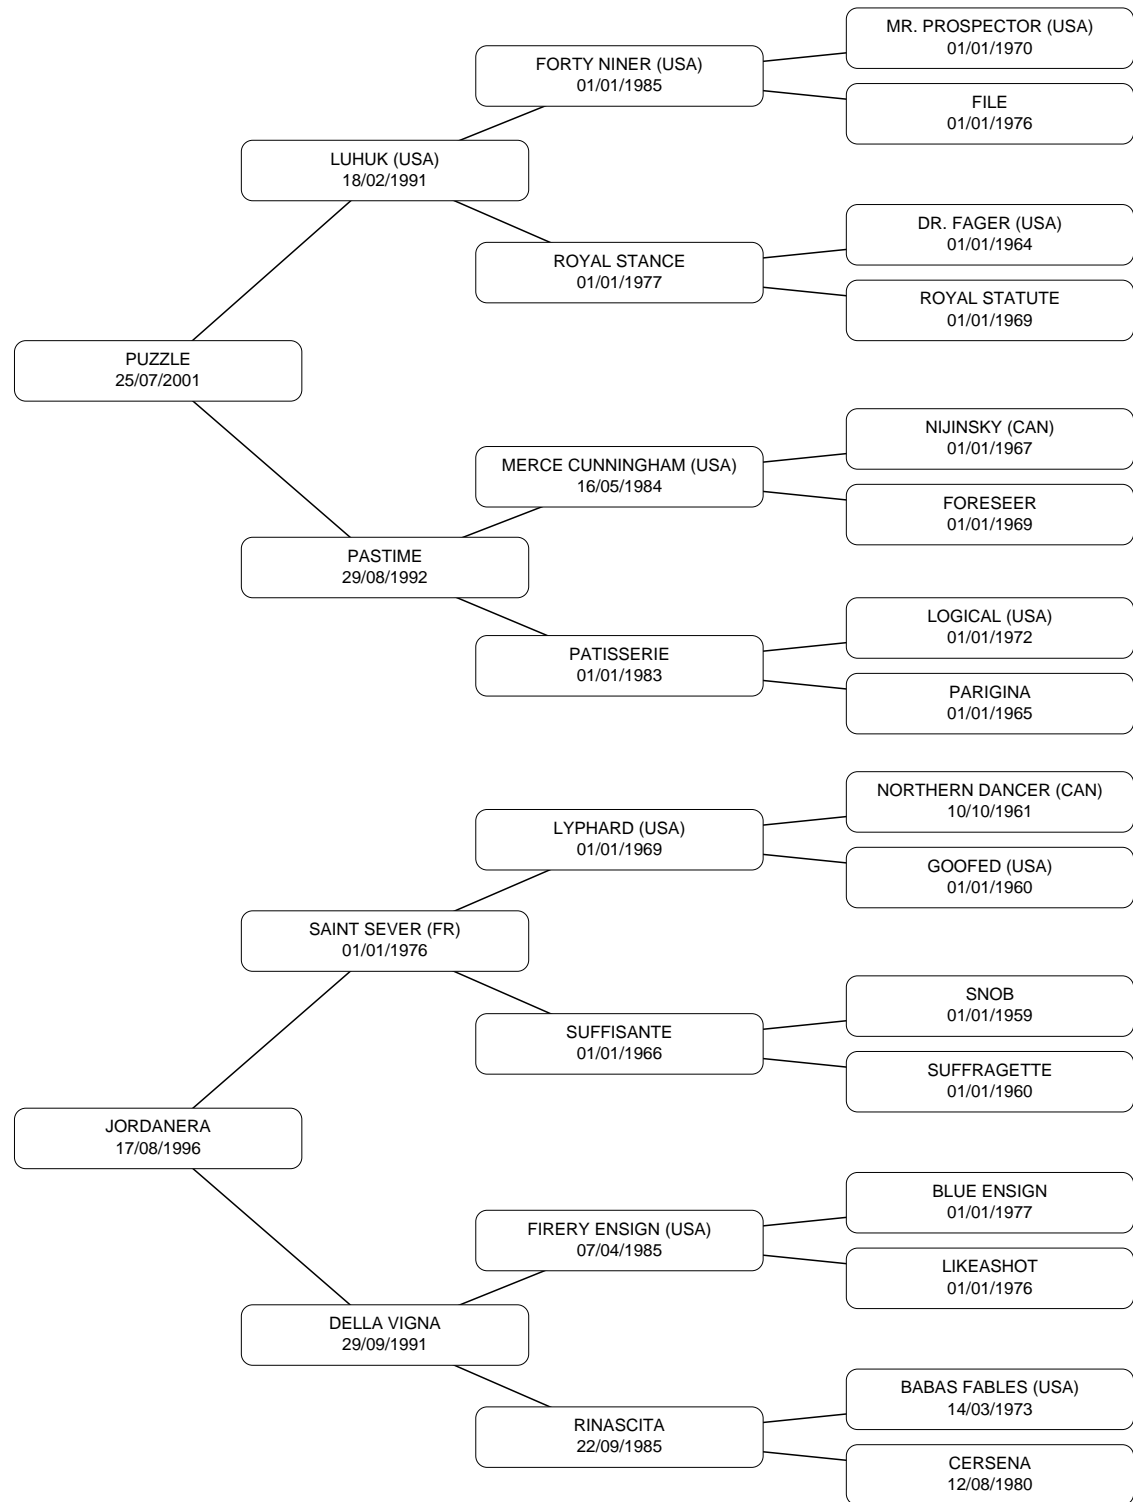 MR. PROSPECTOR (USA)
01/01/1970
FORTY NINER (USA)
01/01/1985
FILE
01/01/1976
LUHUK (USA)
18/02/1991
DR. FAGER (USA)
01/01/1964
ROYAL STANCE
01/01/1977
ROYAL STATUTE
01/01/1969
PUZZLE
25/07/2001
NIJINSKY (CAN)
01/01/1967
MERCE CUNNINGHAM (USA)
16/05/1984
FORESEER
01/01/1969
PASTIME
29/08/1992
LOGICAL (USA)
01/01/1972
PATISSERIE
01/01/1983
PARIGINA
01/01/1965
NORTHERN DANCER (CAN)
10/10/1961
LYPHARD (USA)
01/01/1969
GOOFED (USA)
01/01/1960
SAINT SEVER (FR)
01/01/1976
SNOB
01/01/1959
SUFFISANTE
01/01/1966
SUFFRAGETTE
01/01/1960
JORDANERA
17/08/1996
BLUE ENSIGN
01/01/1977
FIRERY ENSIGN (USA)
07/04/1985
LIKEASHOT
01/01/1976
DELLA VIGNA
29/09/1991
BABAS FABLES (USA)
14/03/1973
RINASCITA
22/09/1985
CERSENA
12/08/1980